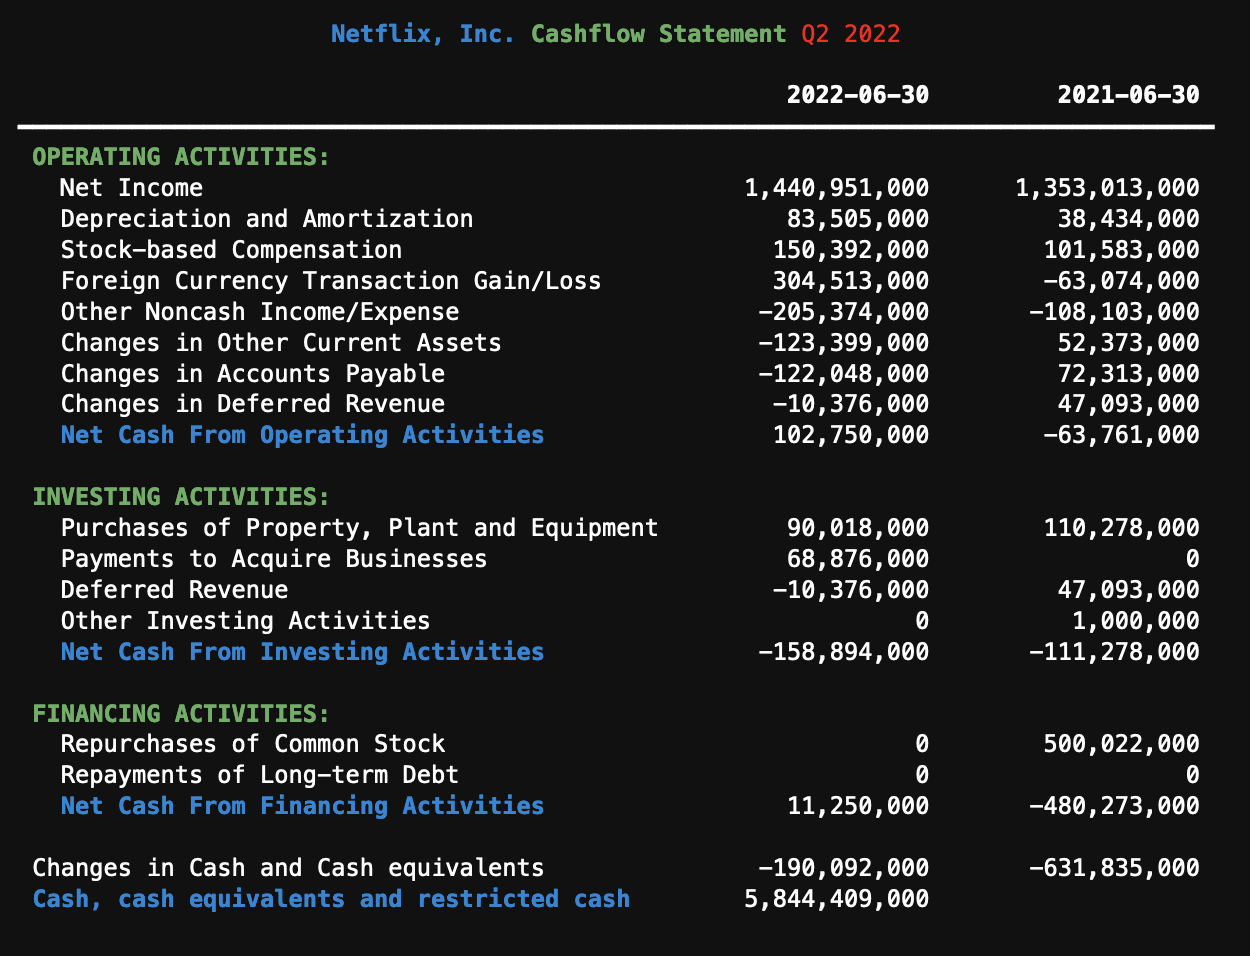 Netflix, Inc. Cashflow Statement Q2 2022
2022-06-30 2021-06-30
OPERATING ACTIVITIES:
Net Income 1,440,951,000 1,353,013,000
Depreciation and Amortization 83,505,000 38,434,000
Stock-based Compensation 150,392,000 101,583,000
Foreign Currency Transaction Gain/Loss 304,513,000 -63,074,000
Other Noncash Income/Expense -205,374,000 -108,103,000
Changes in Other Current Assets -123,399,000 52,373,000
Changes in Accounts Payable -122,048,000 72,313,000
Changes in Deferred Revenue -10,376,000 47,093,000
Net Cash From Operating Activities 102,750,000 -63,761,000
INVESTING ACTIVITIES:
Purchases of Property, Plant and Equipment 90,018,000 110,278,000
Payments to Acquire Businesses 68,876,000 0
Deferred Revenue -10,376,000 47,093,000
Other Investing Activities 0 1,000,000
Net Cash From Investing Activities -158,894,000 -111,278,000
FINANCING ACTIVITIES:
Repurchases of Common Stock 0 500,022,000
Repayments of Long-term Debt 0 0
Net Cash From Financing Activities 11,250,000 -480,273,000
Changes in Cash and Cash equivalents -190,092,000 -631,835,000
Cash, cash equivalents and restricted cash 5,844,409,000